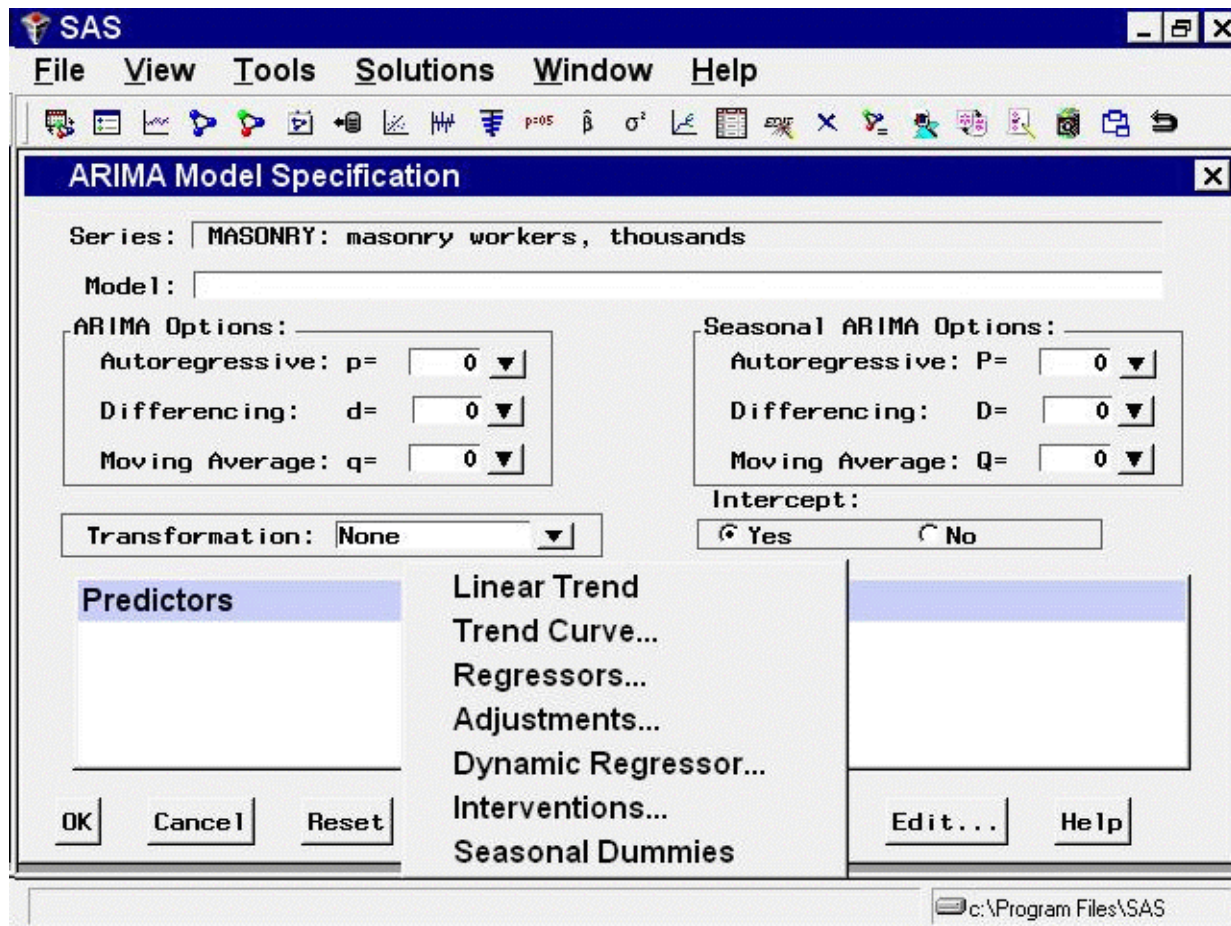 SAS
File View Tools Solutions Window Help
p=05 β̂ σ² EDIT
ARIMA Model Specification
Series: MASONRY: masonry workers, thousands
Model:
ARIMA Options:
Autoregressive: p= 0
Differencing: d= 0
Moving Average: q= 0
Seasonal ARIMA Options:
Autoregressive: P= 0
Differencing: D= 0
Moving Average: Q= 0
Transformation: None
Intercept:
Yes No
Predictors
Linear Trend
Trend Curve...
Regressors...
Adjustments...
Dynamic Regressor...
Interventions...
Seasonal Dummies
OK Cancel Reset Edit... Help
c:\Program Files\SAS